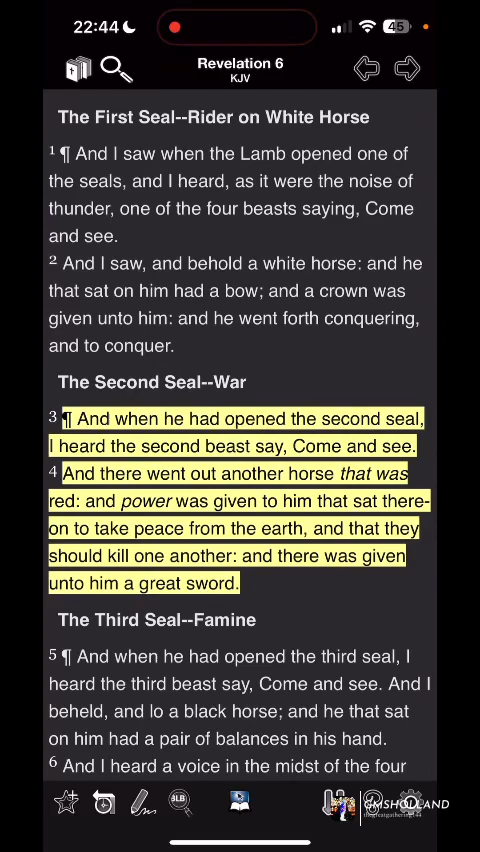 22:44
45
Revelation 6
KJV
The First Seal--Rider on White Horse
1 ¶ And I saw when the Lamb opened one of
the seals, and I heard, as it were the noise of
thunder, one of the four beasts saying, Come
and see.
2 And I saw, and behold a white horse: and he
that sat on him had a bow; and a crown was
given unto him: and he went forth conquering,
and to conquer.
The Second Seal--War
3 ¶ And when he had opened the second seal,
I heard the second beast say, Come and see.
4 And there went out another horse that was
red: and power was given to him that sat there-
on to take peace from the earth, and that they
should kill one another: and there was given
unto him a great sword.
The Third Seal--Famine
5 ¶ And when he had opened the third seal, I
heard the third beast say, Come and see. And I
beheld, and lo a black horse; and he that sat
on him had a pair of balances in his hand.
6 And I heard a voice in the midst of the four
BLB
GMSHOLLAND
thegreatgathering144